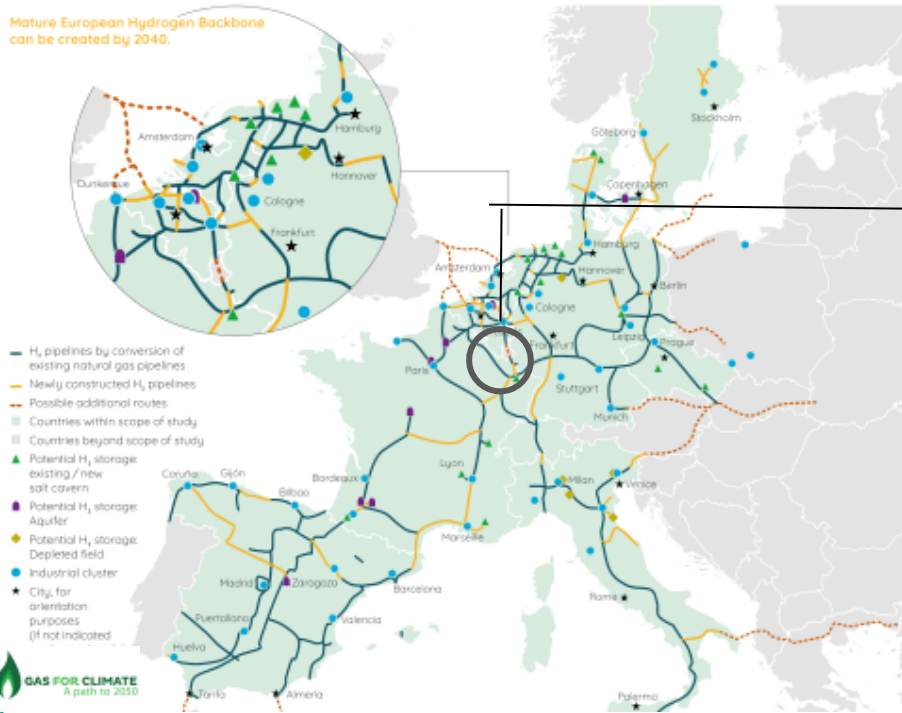 Mature European Hydrogen Backbone
can be created by 2040.
Amsterdam
Hamburg
Hannover
Dunkerque
Cologne
Frankfurt
Stockholm
Göteborg
Copenhagen
Hamburg
Amsterdam
Hannover
Berlin
Cologne
Leipzig
Frankfurt
Prague
Paris
Stuttgart
Munich
H₂ pipelines by conversion of
existing natural gas pipelines
Newly constructed H₂ pipelines
Possible additional routes
Countries within scope of study
Countries beyond scope of study
Potential H₂ storage:
existing / new
salt cavern
Potential H₂ storage:
Aquifer
Potential H₂ storage:
Depleted field
Industrial cluster
City, for
orientation
purposes
(if not indicated
Lyon
Milan
Venice
Coruña
Gijón
Bilbao
Bordeaux
Marseille
Madrid
Zaragoza
Barcelona
Rome
Puertollano
Valencia
Huelva
Tarifa
Almería
Palermo
GAS FOR CLIMATE
A path to 2050